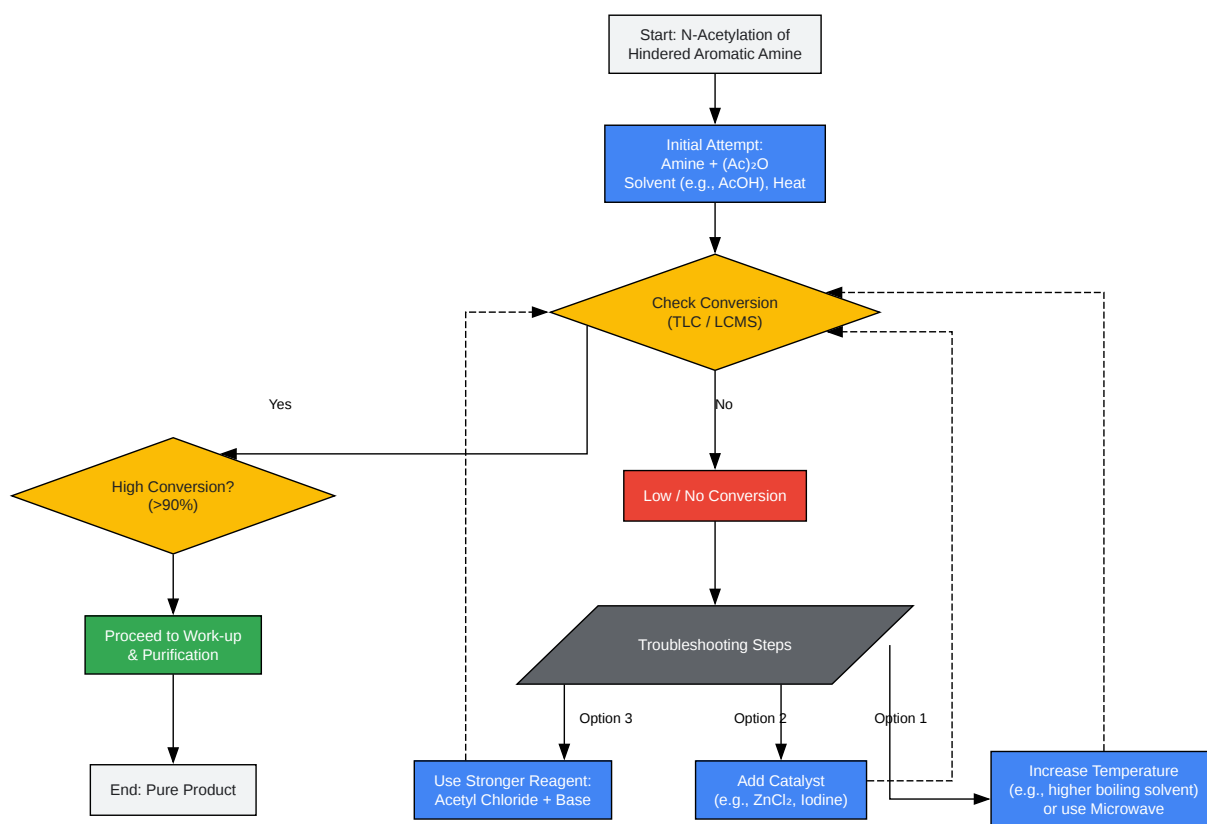 Start: N-Acetylation of
Hindered Aromatic Amine
Initial Attempt:
Amine + (Ac)₂O
Solvent (e.g., AcOH), Heat
Check Conversion
(TLC / LCMS)
Yes
No
High Conversion?
(>90%)
Low / No Conversion
Proceed to Work-up
& Purification
Troubleshooting Steps
Option 3
Option 2
Option 1
End: Pure Product
Use Stronger Reagent:
Acetyl Chloride + Base
Add Catalyst
(e.g., ZnCl₂, Iodine)
Increase Temperature
(e.g., higher boiling solvent)
or use Microwave